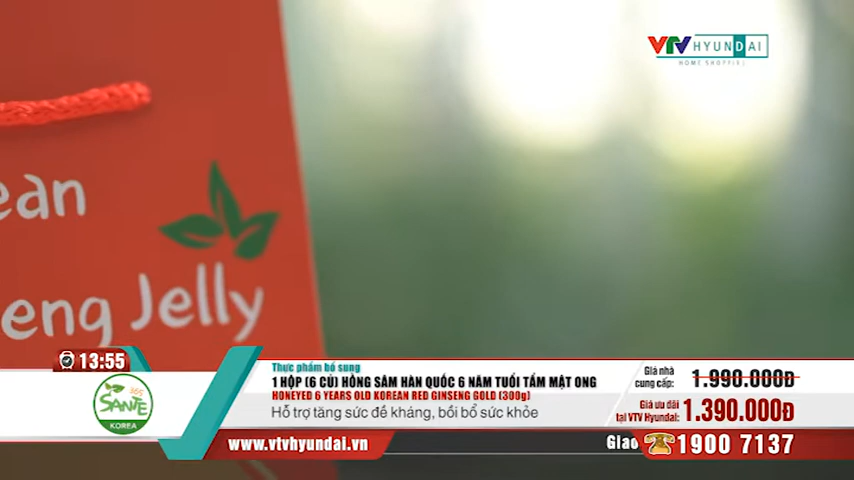 VTV HYUNDAI
HOME SHOPPI
ean
eng Jelly
13:55
365
SANTE
KOREA
Thực phẩm bổ sung
1 HỘP (6 CỦ) HỒNG SÂM HÀN QUỐC 6 NĂM TUỔI TẨM MẬT ONG
HONEYED 6 YEARS OLD KOREAN RED GINSENG GOLD (300g)
Hỗ trợ tăng sức đề kháng, bồi bổ sức khỏe
Giá nhà
cung cấp:
1.990.000Đ
Giá ưu đãi
tại VTV Hyundai:
1.390.000Đ
www.vtvhyundai.vn
Giao
1900 7137